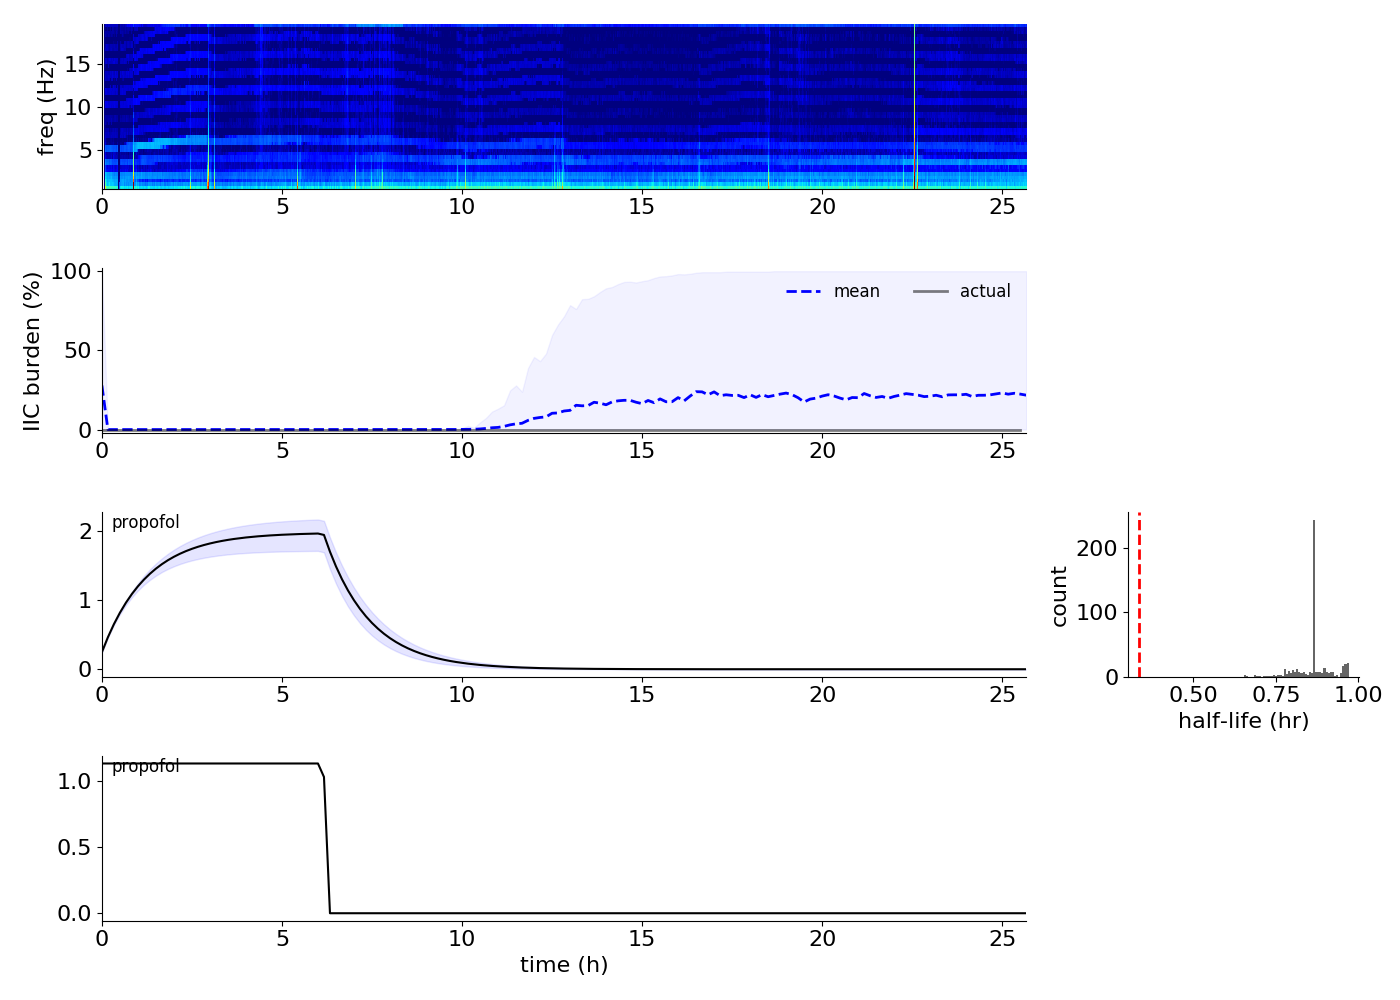 freq (Hz)
15
10
5
0 5 10 15 20 25
IIC burden (%)
100
50
0
mean actual
0 5 10 15 20 25
propofol
2
1
0
0 5 10 15 20 25
count
200
100
0
0.50 0.75 1.00
half-life (hr)
propofol
1.0
0.5
0.0
0 5 10 15 20 25
time (h)